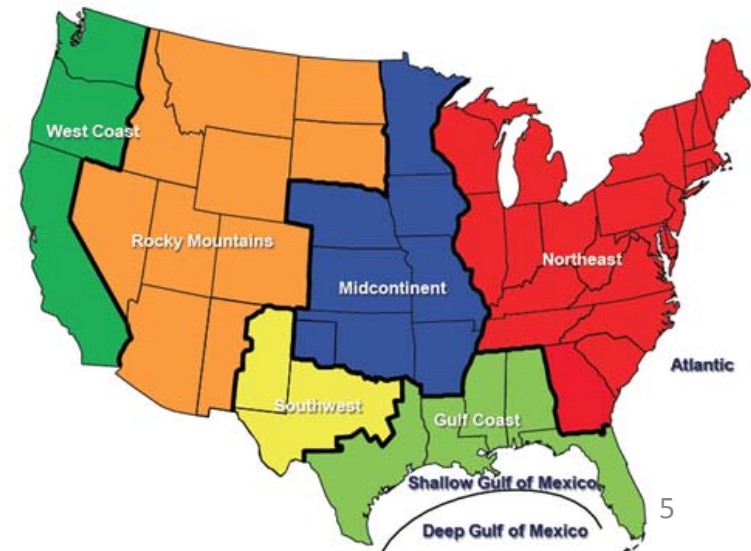 West Coast
Rocky Mountains
Midcontinent
Northeast
Atlantic
Southwest
Gulf Coast
Shallow Gulf of Mexico
5
Deep Gulf of Mexico